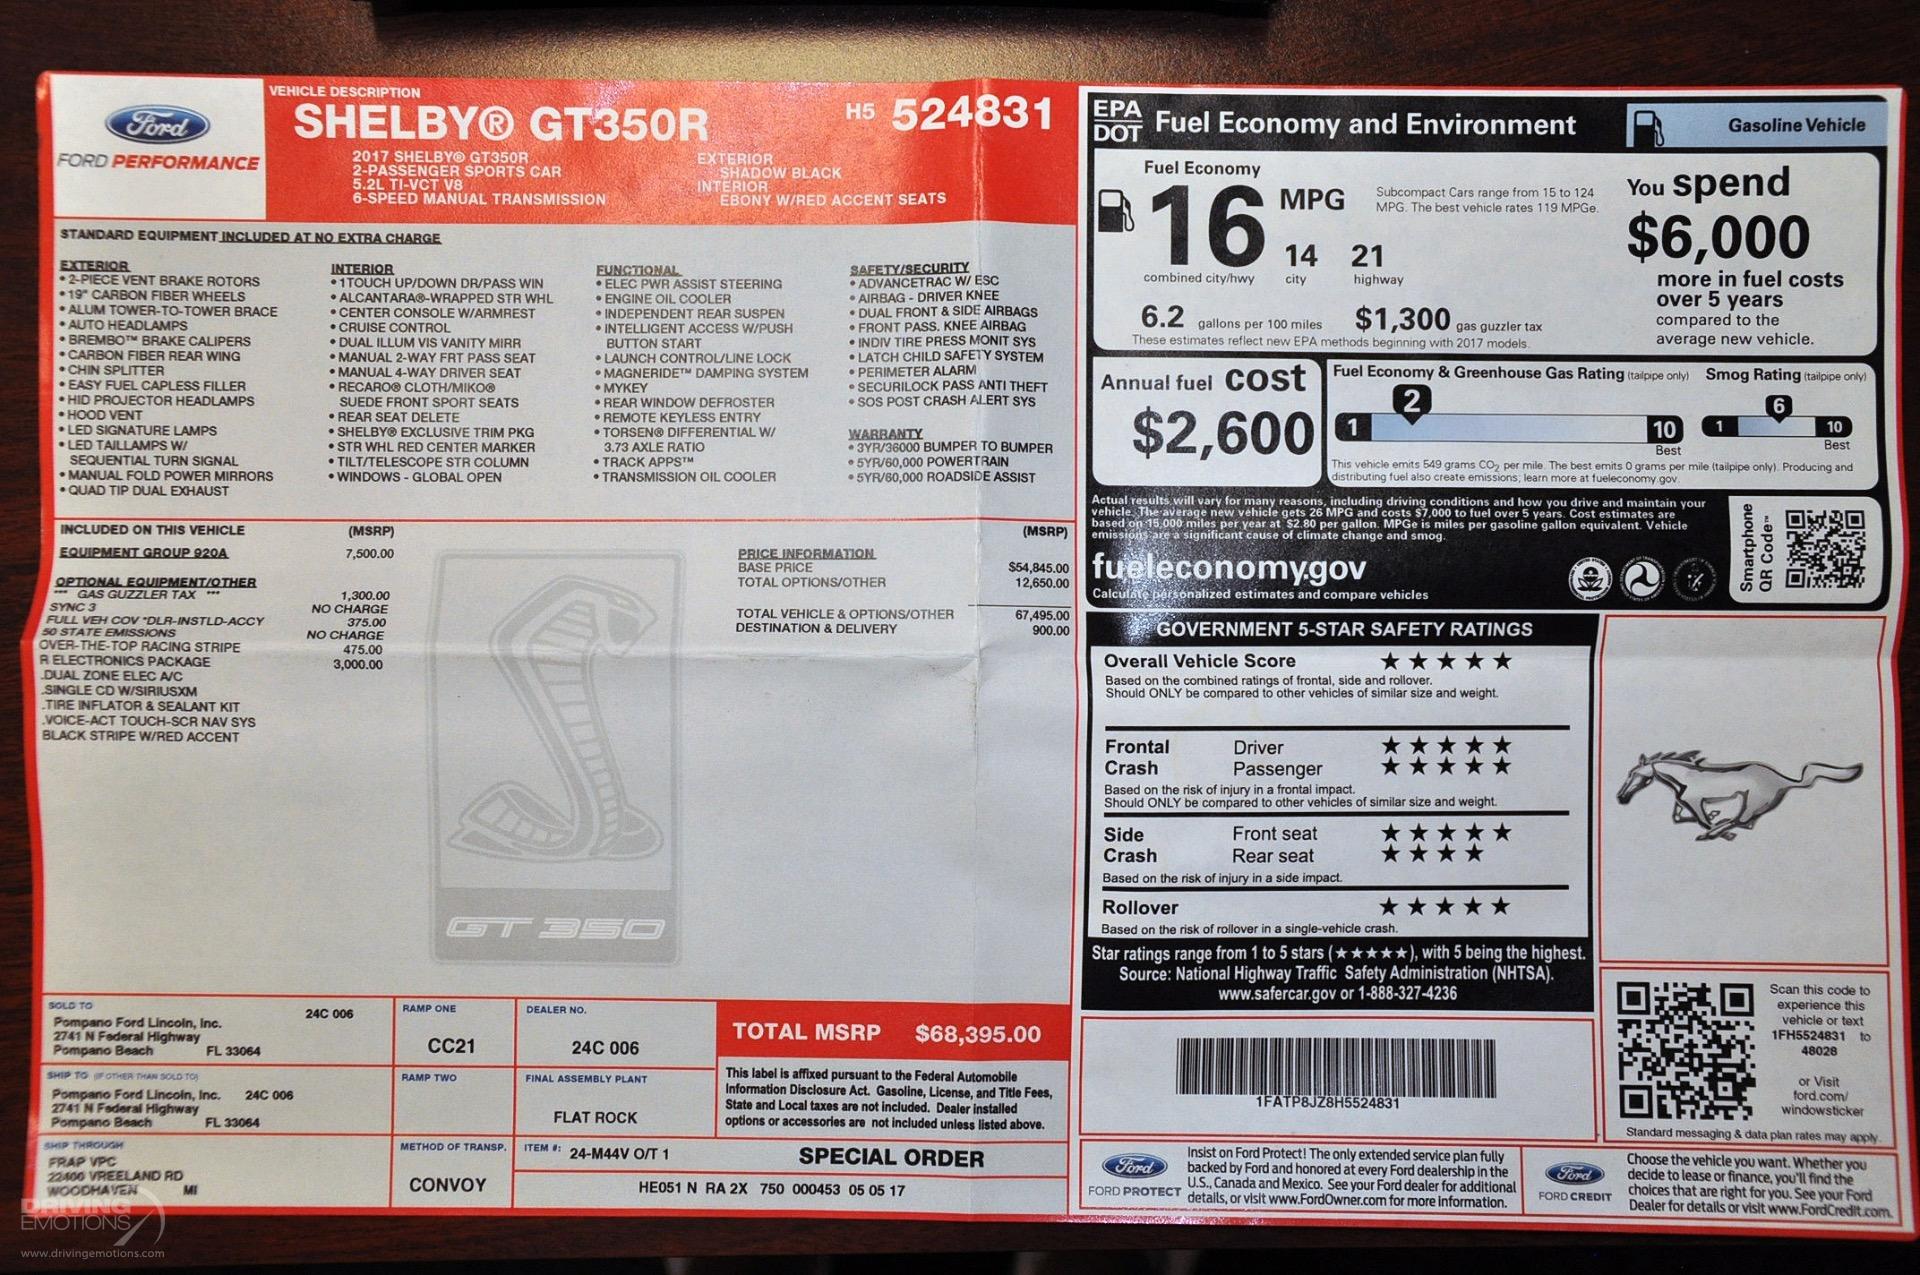 Ford
FORD PERFORMANCE
VEHICLE DESCRIPTION
SHELBY® GT350R
H5 524831
2017 SHELBY® GT350R
2-PASSENGER SPORTS CAR
5.2L TI-VCT V8
6-SPEED MANUAL TRANSMISSION
EXTERIOR
SHADOW BLACK
INTERIOR
EBONY W/RED ACCENT SEATS
STANDARD EQUIPMENT INCLUDED AT NO EXTRA CHARGE
EXTERIOR
• 2-PIECE VENT BRAKE ROTORS
• 19" CARBON FIBER WHEELS
• ALUM TOWER-TO-TOWER BRACE
• AUTO HEADLAMPS
• BREMBO™ BRAKE CALIPERS
• CARBON FIBER REAR WING
• CHIN SPLITTER
• EASY FUEL CAPLESS FILLER
• HID PROJECTOR HEADLAMPS
• HOOD VENT
• LED SIGNATURE LAMPS
• LED TAILLAMPS W/
SEQUENTIAL TURN SIGNAL
• MANUAL FOLD POWER MIRRORS
• QUAD TIP DUAL EXHAUST
INTERIOR
• 1TOUCH UP/DOWN DR/PASS WIN
• ALCANTARA®-WRAPPED STR WHL
• CENTER CONSOLE W/ARMREST
• CRUISE CONTROL
• DUAL ILLUM VIS VANITY MIRR
• MANUAL 2-WAY FRT PASS SEAT
• MANUAL 4-WAY DRIVER SEAT
• RECARO® CLOTH/MIKO®
SUEDE FRONT SPORT SEATS
• REAR SEAT DELETE
• SHELBY® EXCLUSIVE TRIM PKG
• STR WHL RED CENTER MARKER
• TILT/TELESCOPE STR COLUMN
• WINDOWS - GLOBAL OPEN
FUNCTIONAL
• ELEC PWR ASSIST STEERING
• ENGINE OIL COOLER
• INDEPENDENT REAR SUSPEN
• INTELLIGENT ACCESS W/PUSH
BUTTON START
• LAUNCH CONTROL/LINE LOCK
• MAGNERIDE™ DAMPING SYSTEM
• MYKEY
• REAR WINDOW DEFROSTER
• REMOTE KEYLESS ENTRY
• TORSEN® DIFFERENTIAL W/
3.73 AXLE RATIO
• TRACK APPS™
• TRANSMISSION OIL COOLER
SAFETY/SECURITY
• ADVANCETRAC W/ ESC
• AIRBAG - DRIVER KNEE
• DUAL FRONT & SIDE AIRBAGS
• FRONT PASS. KNEE AIRBAG
• INDIV TIRE PRESS MONIT SYS
• LATCH CHILD SAFETY SYSTEM
• PERIMETER ALARM
• SECURILOCK PASS ANTI THEFT
• SOS POST CRASH ALERT SYS
WARRANTY
• 3YR/36000 BUMPER TO BUMPER
• 5YR/60,000 POWERTRAIN
• 5YR/60,000 ROADSIDE ASSIST
INCLUDED ON THIS VEHICLE (MSRP)
EQUIPMENT GROUP 920A 7,500.00
OPTIONAL EQUIPMENT/OTHER
*** GAS GUZZLER TAX *** 1,300.00
SYNC 3 NO CHARGE
FULL VEH COV *DLR-INSTLD-ACCY 375.00
50 STATE EMISSIONS NO CHARGE
OVER-THE-TOP RACING STRIPE 475.00
R ELECTRONICS PACKAGE 3,000.00
.DUAL ZONE ELEC A/C
.SINGLE CD W/SIRIUSXM
.TIRE INFLATOR & SEALANT KIT
.VOICE-ACT TOUCH-SCR NAV SYS
BLACK STRIPE W/RED ACCENT
(MSRP)
PRICE INFORMATION
BASE PRICE $54,845.00
TOTAL OPTIONS/OTHER 12,650.00
TOTAL VEHICLE & OPTIONS/OTHER 67,495.00
DESTINATION & DELIVERY 900.00
GT350
SOLD TO
Pompano Ford Lincoln, Inc. 24C 006
2741 N Federal Highway
Pompano Beach FL 33064
SHIP TO (IF OTHER THAN SOLD TO)
Pompano Ford Lincoln, Inc. 24C 006
2741 N Federal Highway
Pompano Beach FL 33064
SHIP THROUGH
FRAP VPC
22400 VREELAND RD
WOODHAVEN MI
RAMP ONE
CC21
RAMP TWO
METHOD OF TRANSP.
CONVOY
DEALER NO.
24C 006
FINAL ASSEMBLY PLANT
FLAT ROCK
ITEM #: 24-M44V O/T 1
SPECIAL ORDER
HE051 N RA 2X 750 000453 05 05 17
TOTAL MSRP $68,395.00
This label is affixed pursuant to the Federal Automobile
Information Disclosure Act. Gasoline, License, and Title Fees,
State and Local taxes are not included. Dealer installed
options or accessories are not included unless listed above.
EPA
DOT
Fuel Economy and Environment
Gasoline Vehicle
Fuel Economy
16 MPG
combined city/hwy
14
city
21
highway
Subcompact Cars range from 15 to 124
MPG. The best vehicle rates 119 MPGe.
6.2 gallons per 100 miles
$1,300 gas guzzler tax
These estimates reflect new EPA methods beginning with 2017 models.
You spend
$6,000
more in fuel costs
over 5 years
compared to the
average new vehicle.
Annual fuel cost
$2,600
Fuel Economy & Greenhouse Gas Rating (tailpipe only)
2
1
10
Best
Smog Rating (tailpipe only)
6
1
10
Best
This vehicle emits 549 grams CO2 per mile. The best emits 0 grams per mile (tailpipe only). Producing and
distributing fuel also create emissions; learn more at fueleconomy.gov.
Actual results will vary for many reasons, including driving conditions and how you drive and maintain your
vehicle. The average new vehicle gets 26 MPG and costs $7,000 to fuel over 5 years. Cost estimates are
based on 15,000 miles per year at $2.80 per gallon. MPGe is miles per gasoline gallon equivalent. Vehicle
emissions are a significant cause of climate change and smog.
fueleconomy.gov
Calculate personalized estimates and compare vehicles
Smartphone
QR Code™
GOVERNMENT 5-STAR SAFETY RATINGS
Overall Vehicle Score ★★★★★
Based on the combined ratings of frontal, side and rollover.
Should ONLY be compared to other vehicles of similar size and weight.
Frontal Driver ★★★★★
Crash Passenger ★★★★★
Based on the risk of injury in a frontal impact.
Should ONLY be compared to other vehicles of similar size and weight.
Side Front seat ★★★★★
Crash Rear seat ★★★★
Based on the risk of injury in a side impact.
Rollover ★★★★★
Based on the risk of rollover in a single-vehicle crash.
Star ratings range from 1 to 5 stars (★★★★★), with 5 being the highest.
Source: National Highway Traffic Safety Administration (NHTSA).
www.safercar.gov or 1-888-327-4236
1FATP8JZ8H5524831
Scan this code to
experience this
vehicle or text
1FH5524831 to
48028
or Visit
ford.com/
windowsticker
Standard messaging & data plan rates may apply.
Ford
FORD PROTECT
Insist on Ford Protect! The only extended service plan fully
backed by Ford and honored at every Ford dealership in the
U.S., Canada and Mexico. See your Ford dealer for additional
details, or visit www.FordOwner.com for more information.
Ford
FORD CREDIT
Choose the vehicle you want. Whether you
decide to lease or finance, you'll find the
choices that are right for you. See your Ford
Dealer for details or visit www.FordCredit.com.
DRIVING
EMOTIONS
www.drivingemotions.com